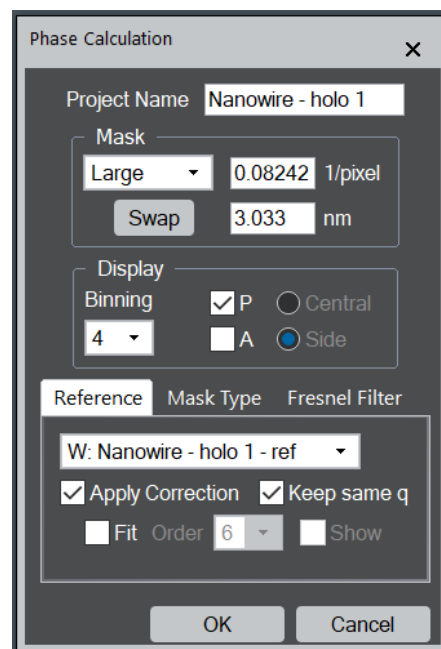 Phase Calculation
Project Name Nanowire - holo 1
Mask
Large 0.08242 1/pixel
Swap 3.033 nm
Display
Binning P Central
4 A Side
Reference Mask Type Fresnel Filter
W: Nanowire - holo 1 - ref
Apply Correction Keep same q
Fit Order 6 Show
OK Cancel